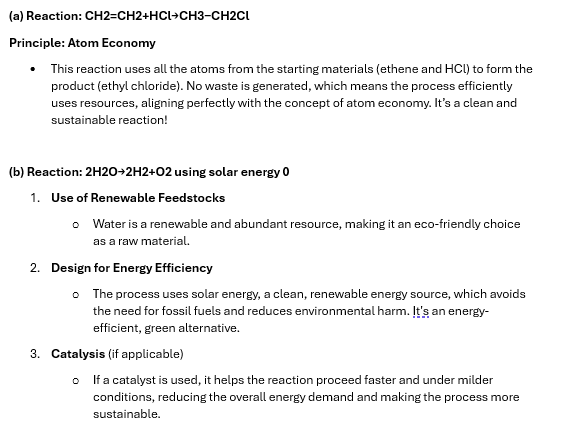 (a) Reaction: CH2=CH2+HCl→CH3−CH2Cl
Principle: Atom Economy
• This reaction uses all the atoms from the starting materials (ethene and HCl) to form the
product (ethyl chloride). No waste is generated, which means the process efficiently
uses resources, aligning perfectly with the concept of atom economy. It's a clean and
sustainable reaction!
(b) Reaction: 2H2O→2H2+O2 using solar energy 0
1. Use of Renewable Feedstocks
o Water is a renewable and abundant resource, making it an eco-friendly choice
as a raw material.
2. Design for Energy Efficiency
o The process uses solar energy, a clean, renewable energy source, which avoids
the need for fossil fuels and reduces environmental harm. It's an energy-
efficient, green alternative.
3. Catalysis (if applicable)
o If a catalyst is used, it helps the reaction proceed faster and under milder
conditions, reducing the overall energy demand and making the process more
sustainable.